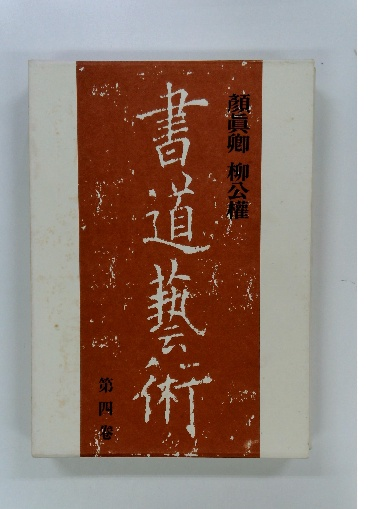 顏眞卿 柳公權
書道藝術
第四卷